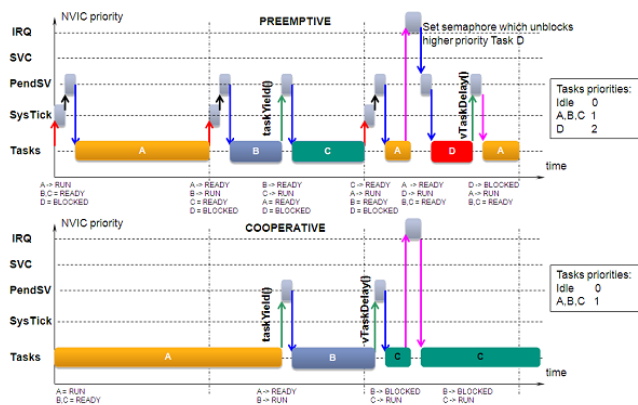 NVIC priority
PREEMPTIVE
Set semaphore which unblocks
higher priority Task D
IRQ
SVC
PendSV
SysTick
Tasks
taskYield()
vTaskDelay()
A
B
C
A
D
A
time
Tasks priorities:
Idle 0
A,B,C 1
D 2
A -> RUN
B,C = READY
D = BLOCKED
A -> READY
B -> RUN
C = READY
D = BLOCKED
B -> READY
C -> RUN
A = READY
D = BLOCKED
C -> READY
A -> RUN
B = READY
D = BLOCKED
A -> READY
D -> RUN
B,C = READY
D -> BLOCKED
A -> RUN
B,C = READY
NVIC priority
COOPERATIVE
IRQ
SVC
PendSV
SysTick
Tasks
taskYield()
vTaskDelay()
A
B
C
C
time
Tasks priorities:
Idle 0
A,B,C 1
A = RUN
B,C = READY
A -> READY
B -> RUN
B -> BLOCKED
C -> RUN
B -> BLOCKED
C -> RUN